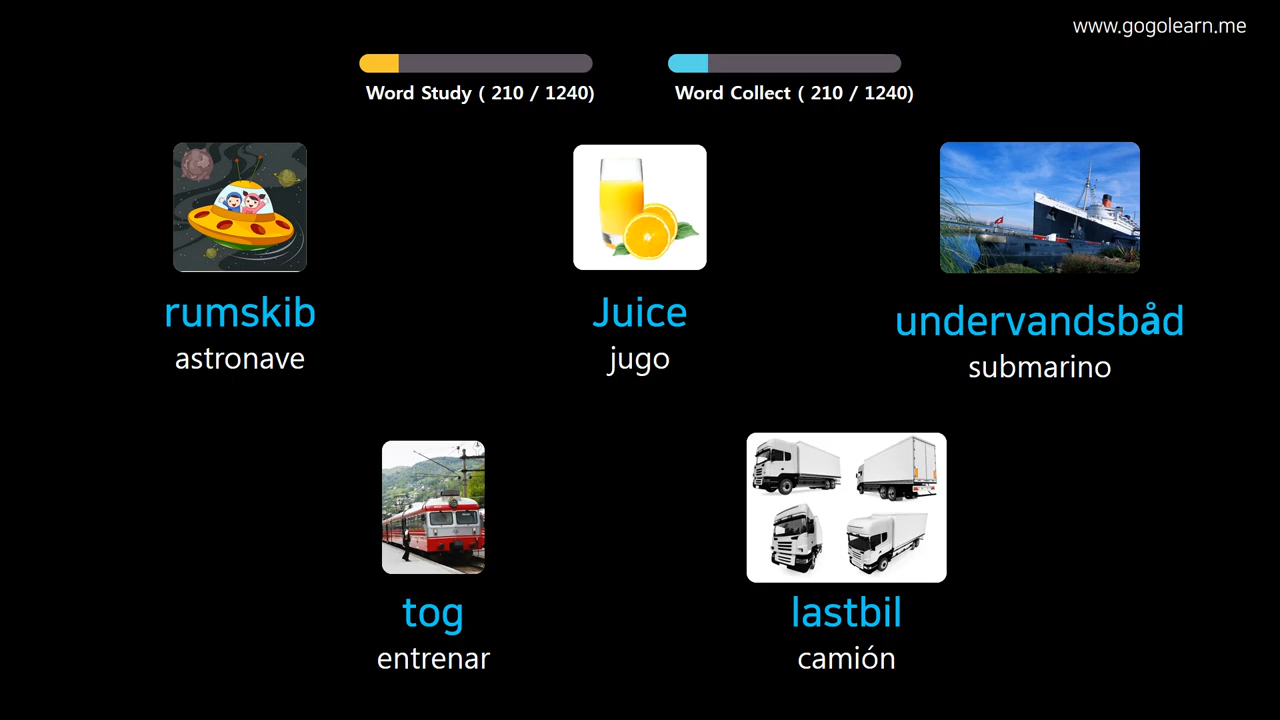 www.gogolearn.me
Word Study ( 210 / 1240)
Word Collect ( 210 / 1240)
rumskib
astronave
Juice
jugo
undervandsbåd
submarino
tog
entrenar
lastbil
camión